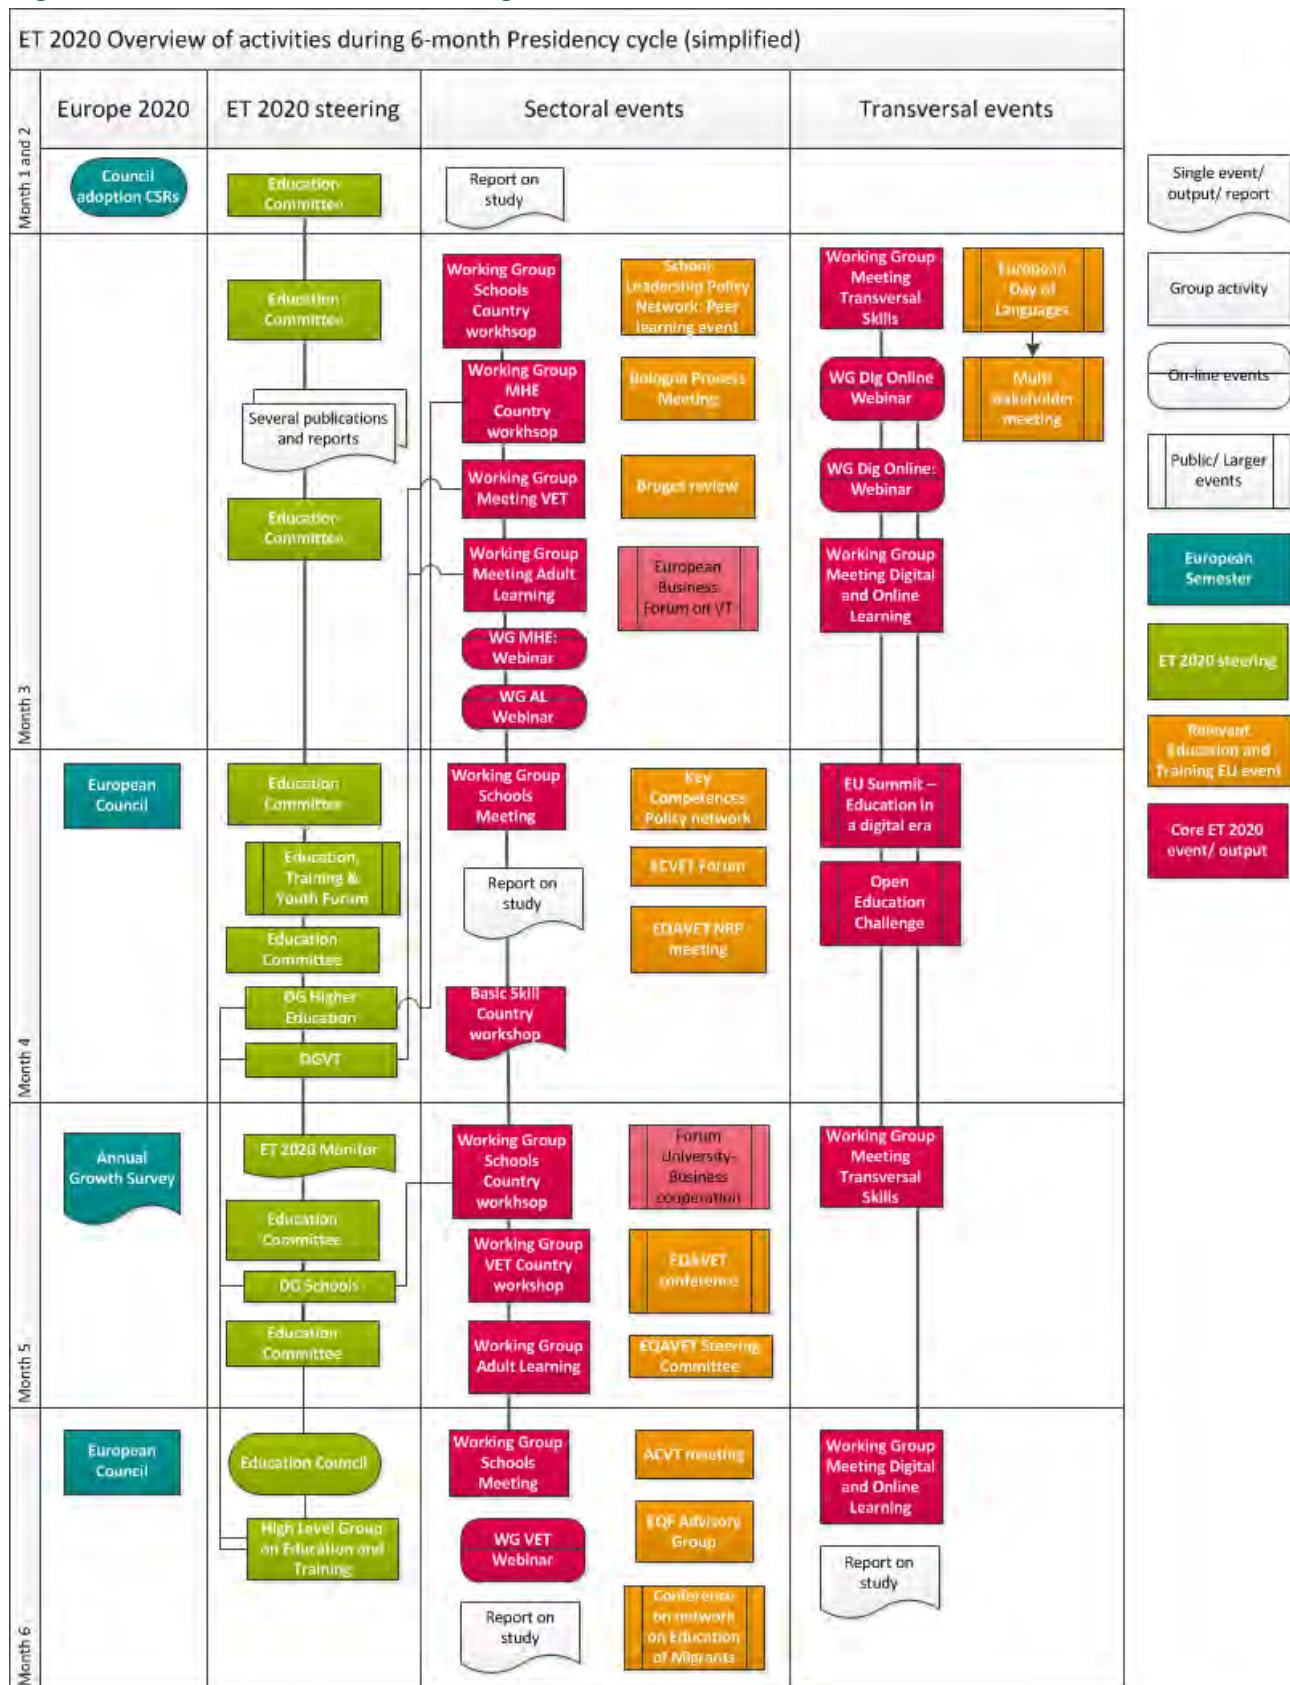 ET 2020 Overview of activities during 6-month Presidency cycle (simplified)
Europe 2020
ET 2020 steering
Sectoral events
Transversal events
Month 1 and 2
Council
adoption CSRs
Education
Committee
Report on
study
Month 3
Education
Committee
Several publications
and reports
Education
Committee
Working Group
Schools
Country
workhsop
Working Group
MHE
Country
workhsop
Working Group
Meeting VET
Working Group
Meeting Adult
Learning
WG MHE:
Webinar
WG AL
Webinar
School
Leadership Policy
Network: Peer
learning event
Bologna Process
Meeting
Bruges review
European
Business
Forum on VT
Working Group
Meeting
Transversal
Skills
WG Dig Online
Webinar
WG Dig Online:
Webinar
Working Group
Meeting Digital
and Online
Learning
European
Day of
Languages
Multi
stakeholder
meeting
Month 4
European
Council
Education
Committee
Education,
Training &
Youth Forum
Education
Committee
DG Higher
Education
DGVT
Working Group
Schools
Meeting
Report on
study
Basic Skill
Country
workshop
Key
Competences
Policy network
ECVET Forum
EQAVET NRP
meeting
EU Summit –
Education in
a digital era
Open
Education
Challenge
Month 5
Annual
Growth Survey
ET 2020 Monitor
Education
Committee
DG Schools
Education
Committee
Working Group
Schools
Country
workhsop
Working Group
VET Country
workshop
Working Group
Adult Learning
Forum
University-
Business
cooperation
EQAVET
conference
EQAVET Steering
Committee
Working Group
Meeting
Transversal
Skills
Month 6
European
Council
Education Council
High Level Group
on Education and
Training
Working Group
Schools
Meeting
WG VET
Webinar
Report on
study
ACVT meeting
EQF Advisory
Group
Conference
on network
on Education
of Migrants
Working Group
Meeting Digital
and Online
Learning
Report on
study
Single event/
output/ report
Group activity
On-line events
Public/ Larger
events
European
Semester
ET 2020 steering
Relevant
Education and
Training EU event
Core ET 2020
event/ output